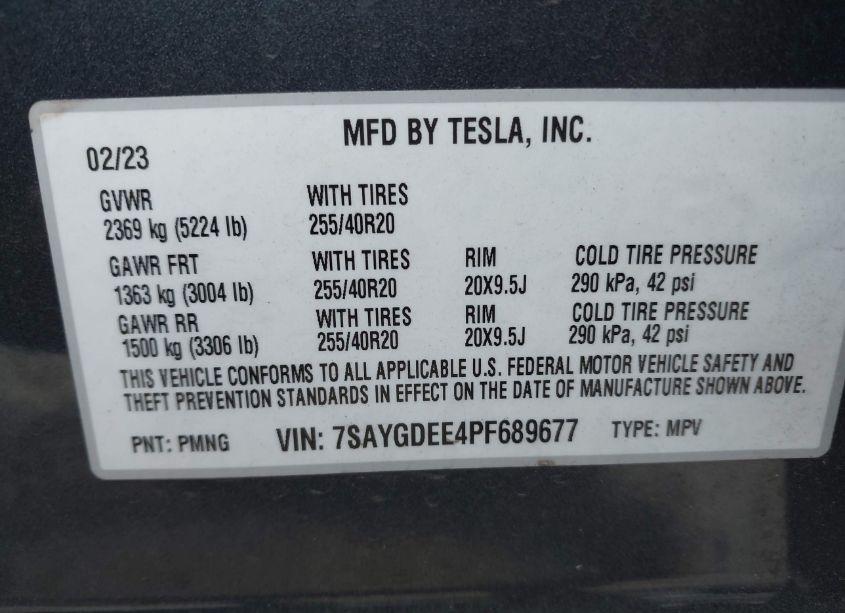 MFD BY TESLA, INC.
02/23
GVWR WITH TIRES
2369 kg (5224 lb) 255/40R20
GAWR FRT WITH TIRES RIM COLD TIRE PRESSURE
1363 kg (3004 lb) 255/40R20 20X9.5J 290 kPa, 42 psi
GAWR RR WITH TIRES RIM COLD TIRE PRESSURE
1500 kg (3306 lb) 255/40R20 20X9.5J 290 kPa, 42 psi
THIS VEHICLE CONFORMS TO ALL APPLICABLE U.S. FEDERAL MOTOR VEHICLE SAFETY AND
THEFT PREVENTION STANDARDS IN EFFECT ON THE DATE OF MANUFACTURE SHOWN ABOVE.
PNT: PMNG VIN: 7SAYGDEE4PF689677 TYPE: MPV